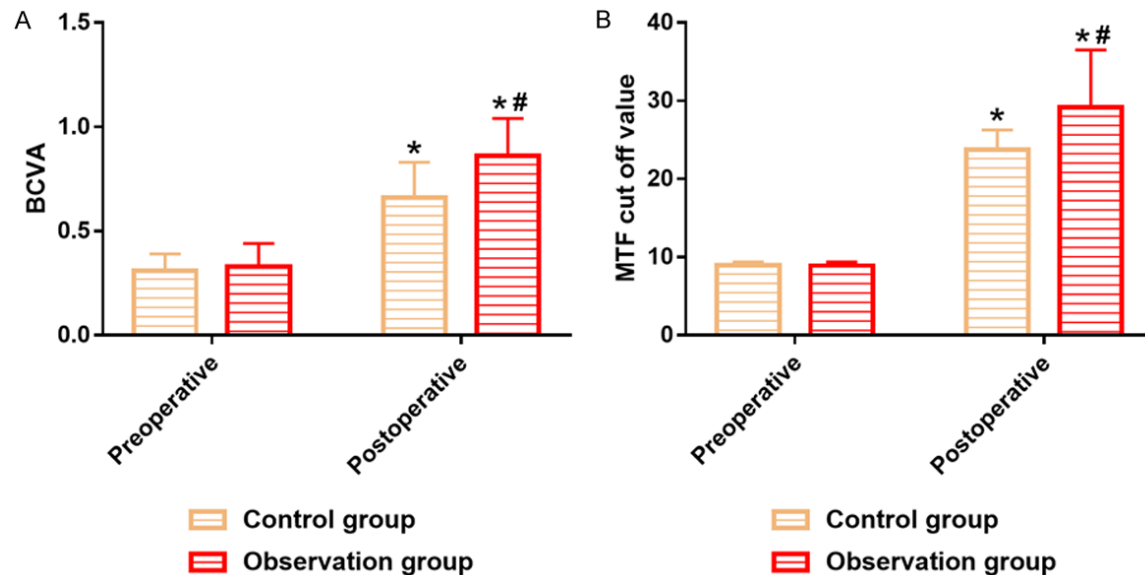 A
BCVA
1.5
1.0
0.5
0.0
*
*#
Preoperative
Postoperative
Control group
Observation group
B
MTF cut off value
40
30
20
10
0
*
*#
Preoperative
Postoperative
Control group
Observation group